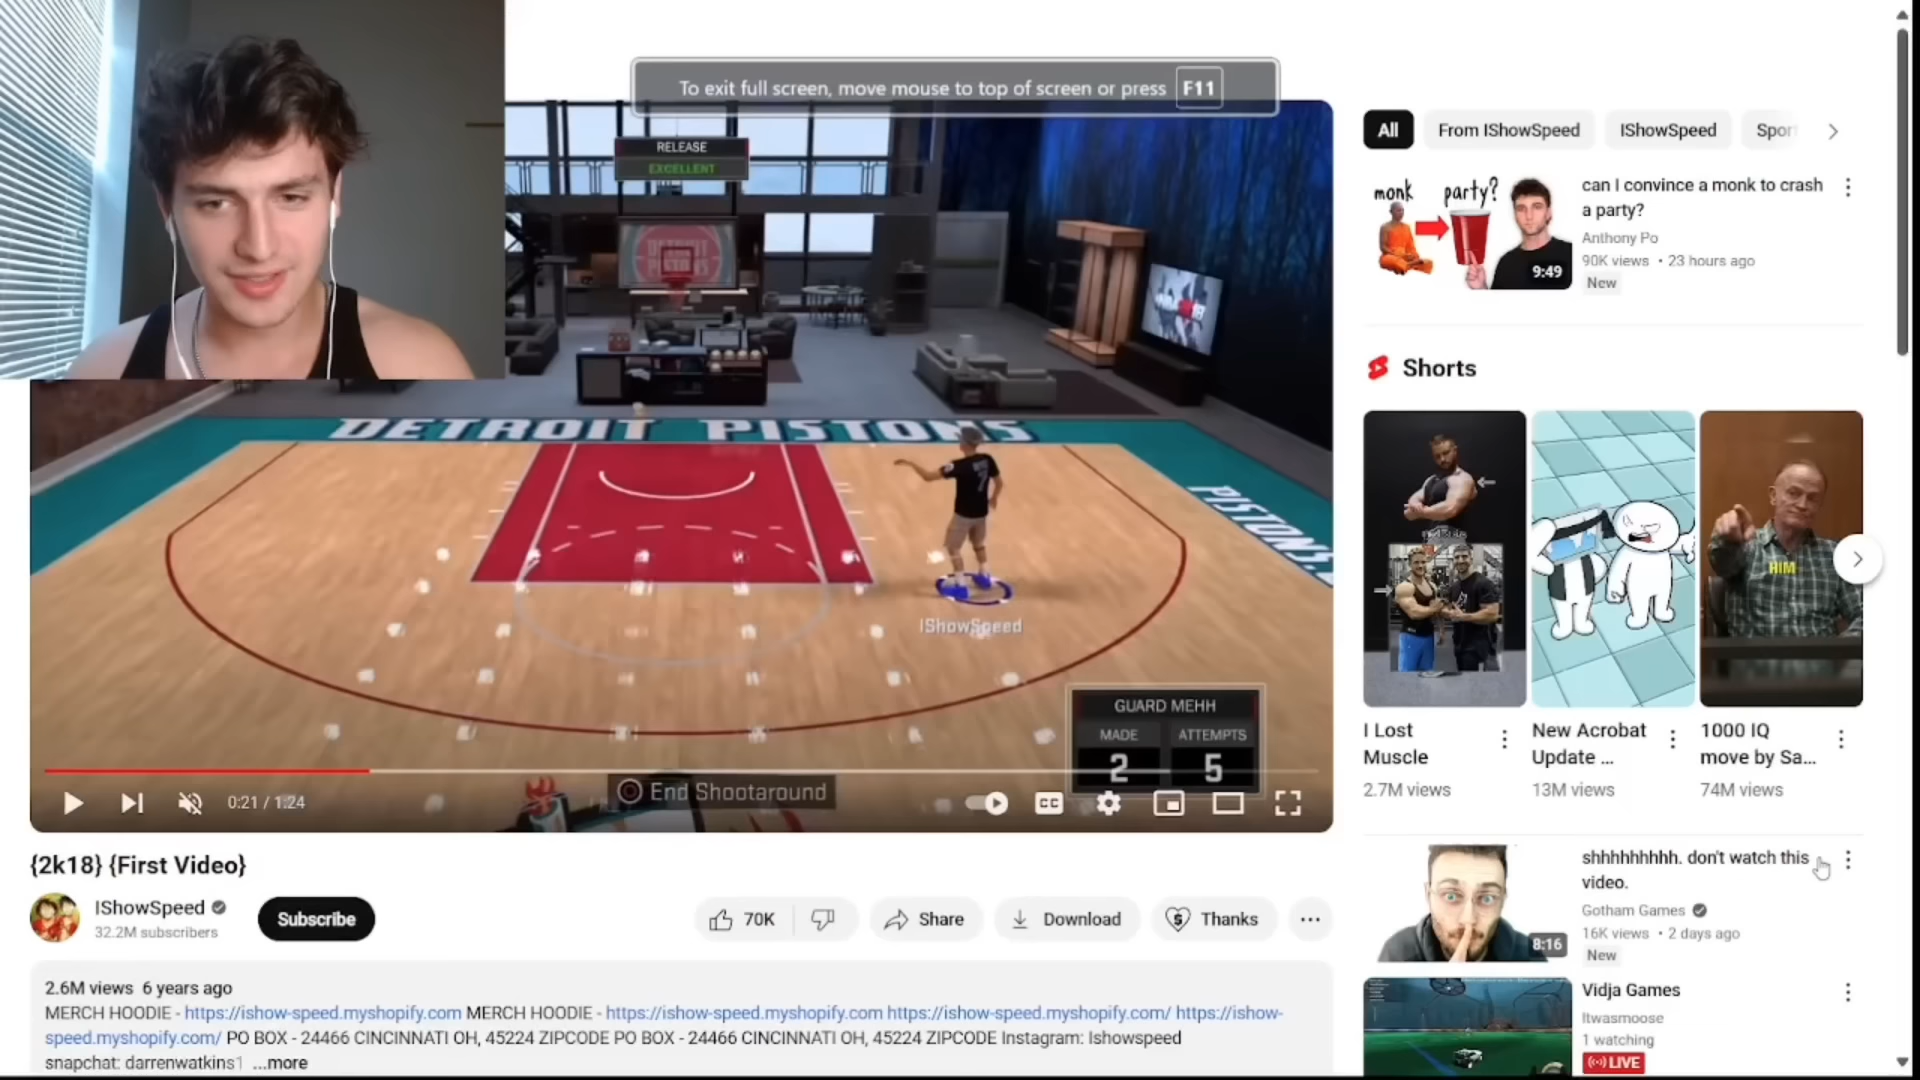 To exit full screen, move mouse to top of screen or press F11
RELEASE
EXCELLENT
DETROIT PISTONS
DETROIT PISTONS
PISTONS
IShowSpeed
GUARD MEHH
MADE ATTEMPTS
2 5
End Shootaround
0:21 / 1:24
CC
{2k18} {First Video}
IShowSpeed
32.2M subscribers
Subscribe
70K
Share
Download
Thanks
2.6M views 6 years ago
MERCH HOODIE - https://ishow-speed.myshopify.com MERCH HOODIE - https://ishow-speed.myshopify.com https://ishow-speed.myshopify.com/ https://ishow-
speed.myshopify.com/ PO BOX - 24466 CINCINNATI OH, 45224 ZIPCODE PO BOX - 24466 CINCINNATI OH, 45224 ZIPCODE Instagram: Ishowspeed
snapchat: darrenwatkins1 ...more
All From IShowSpeed IShowSpeed Spor
monk party?
9:49
can I convince a monk to crash
a party?
Anthony Po
90K views • 23 hours ago
New
Shorts
HIM
I Lost
Muscle
2.7M views
New Acrobat
Update ...
13M views
1000 IQ
move by Sa...
74M views
8:16
shhhhhhhhh. don't watch this
video.
Gotham Games
16K views • 2 days ago
New
Vidja Games
Itwasmoose
1 watching
LIVE